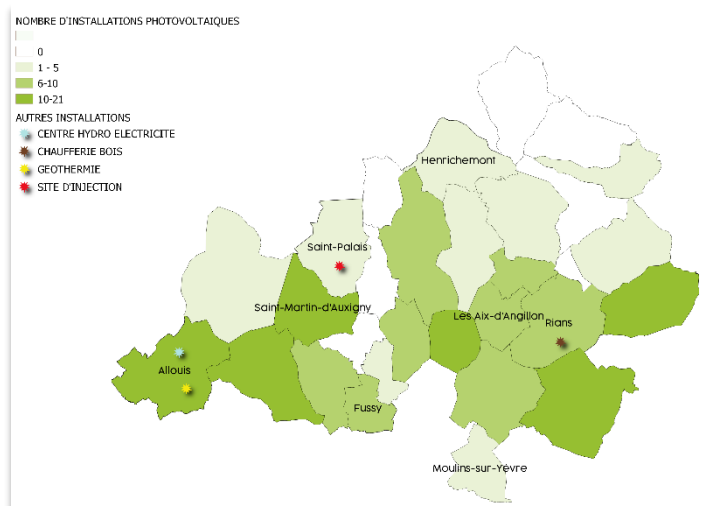 NOMBRE D'INSTALLATIONS PHOTOVOLTAIQUES
0
1 - 5
6-10
10-21
AUTRES INSTALLATIONS
CENTRE HYDRO ELECTRICITE
CHAUFFERIE BOIS
GEOTHERMIE
SITE D'INJECTION
Henrichemont
Saint-Palais
Saint-Martin-d'Auxigny
Les Aix-d'Angillon
Rians
Allouis
Fussy
Moulins-sur-Yèvre